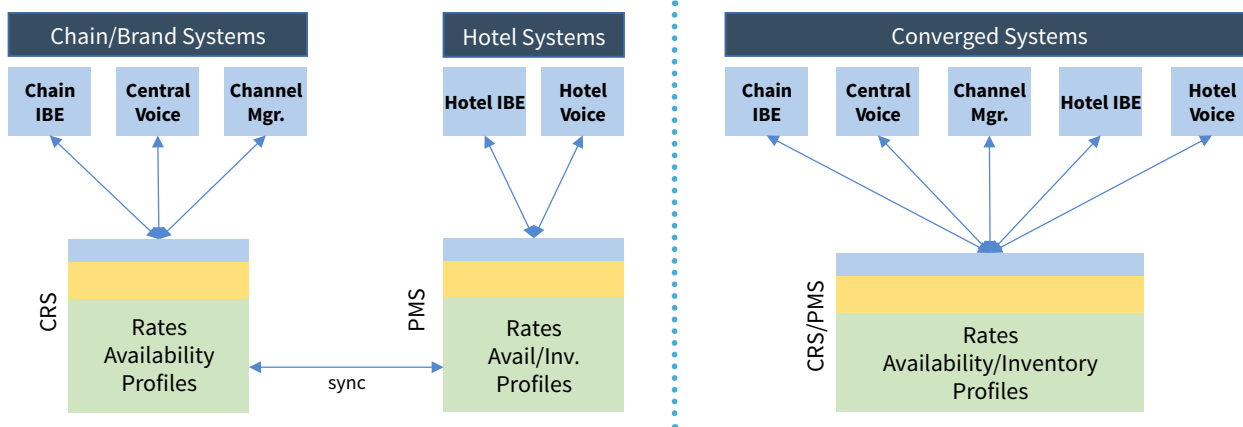 Chain/Brand Systems
Hotel Systems
Converged Systems
Chain
IBE
Central
Voice
Channel
Mgr.
Hotel IBE
Hotel
Voice
Chain
IBE
Central
Voice
Channel
Mgr.
Hotel IBE
Hotel
Voice
CRS
Rates
Availability
Profiles
sync
PMS
Rates
Avail/Inv.
Profiles
CRS/PMS
Rates
Availability/Inventory
Profiles